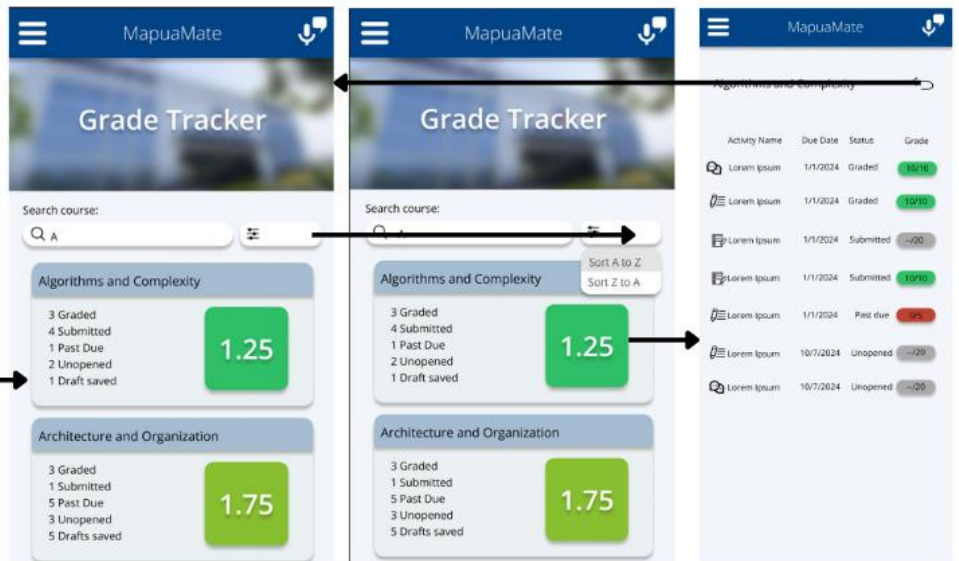 MapuaMate
Grade Tracker
Search course:
A
Algorithms and Complexity
3 Graded
4 Submitted
1 Past Due
2 Unopened
1 Draft saved
1.25
Architecture and Organization
3 Graded
1 Submitted
5 Past Due
3 Unopened
5 Drafts saved
1.75
MapuaMate
Grade Tracker
Search course:
Sort A to Z
Sort Z to A
Algorithms and Complexity
3 Graded
4 Submitted
1 Past Due
2 Unopened
1 Draft saved
1.25
Architecture and Organization
3 Graded
1 Submitted
5 Past Due
3 Unopened
5 Drafts saved
1.75
MapuaMate
Algorithms and Complexity
Activity Name Due Date Status Grade
Lorem Ipsum 1/1/2024 Graded 10/10
Lorem Ipsum 1/1/2024 Graded 10/10
Lorem Ipsum 1/1/2024 Submitted --/20
Lorem Ipsum 1/1/2024 Submitted 10/10
Lorem Ipsum 1/1/2024 Past due 0/5
Lorem Ipsum 10/7/2024 Unopened --/20
Lorem Ipsum 10/7/2024 Unopened --/20